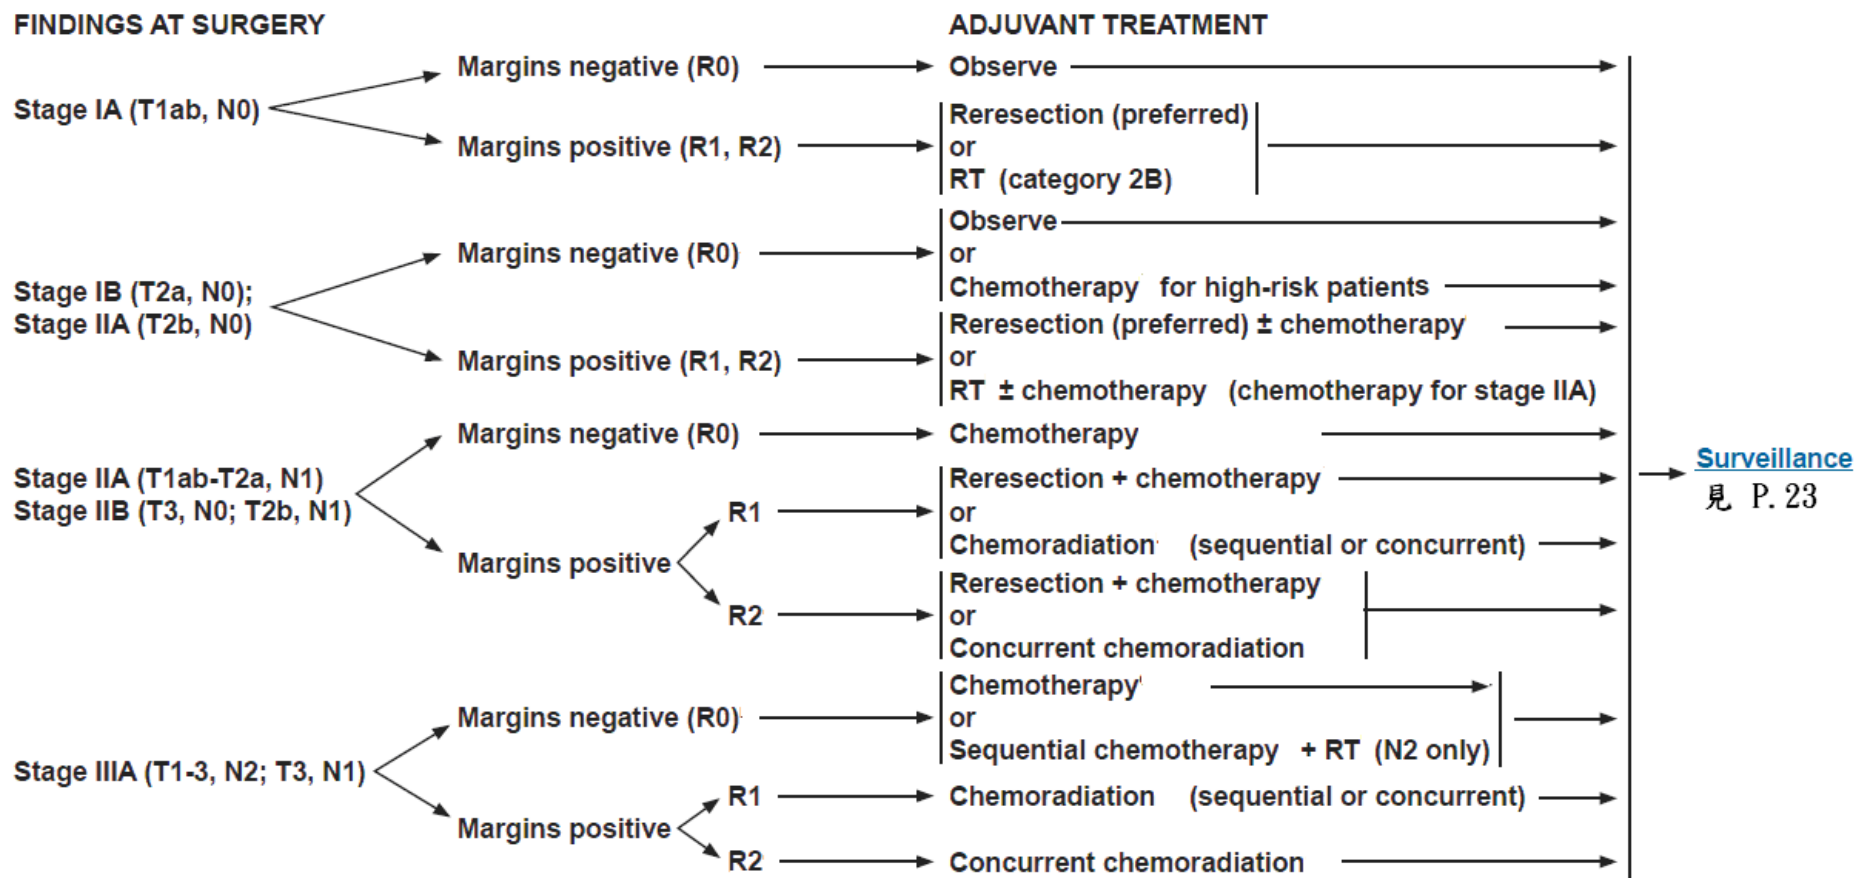 FINDINGS AT SURGERY
ADJUVANT TREATMENT
Stage IA (T1ab, N0)
Margins negative (R0)
Observe
Margins positive (R1, R2)
Reresection (preferred)
or
RT (category 2B)
Stage IB (T2a, N0);
Stage IIA (T2b, N0)
Margins negative (R0)
Observe
or
Chemotherapy for high-risk patients
Margins positive (R1, R2)
Reresection (preferred) ± chemotherapy
or
RT ± chemotherapy (chemotherapy for stage IIA)
Stage IIA (T1ab-T2a, N1)
Stage IIB (T3, N0; T2b, N1)
Margins negative (R0)
Chemotherapy
Margins positive
R1
Reresection + chemotherapy
or
Chemoradiation (sequential or concurrent)
R2
Reresection + chemotherapy
or
Concurrent chemoradiation
Stage IIIA (T1-3, N2; T3, N1)
Margins negative (R0)
Chemotherapy
or
Sequential chemotherapy + RT (N2 only)
Margins positive
R1
Chemoradiation (sequential or concurrent)
R2
Concurrent chemoradiation
Surveillance
見 P. 23